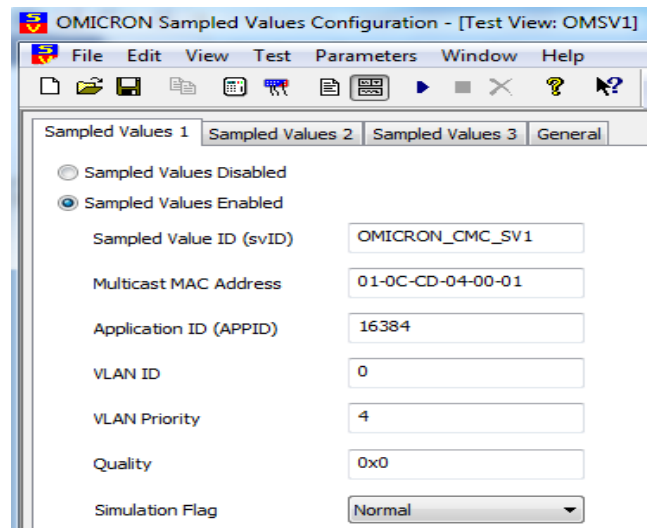 OMICRON Sampled Values Configuration - [Test View: OMSV1]
File Edit View Test Parameters Window Help
Sampled Values 1 Sampled Values 2 Sampled Values 3 General
Sampled Values Disabled
Sampled Values Enabled
Sampled Value ID (svID) OMICRON_CMC_SV1
Multicast MAC Address 01-0C-CD-04-00-01
Application ID (APPID) 16384
VLAN ID 0
VLAN Priority 4
Quality 0x0
Simulation Flag Normal